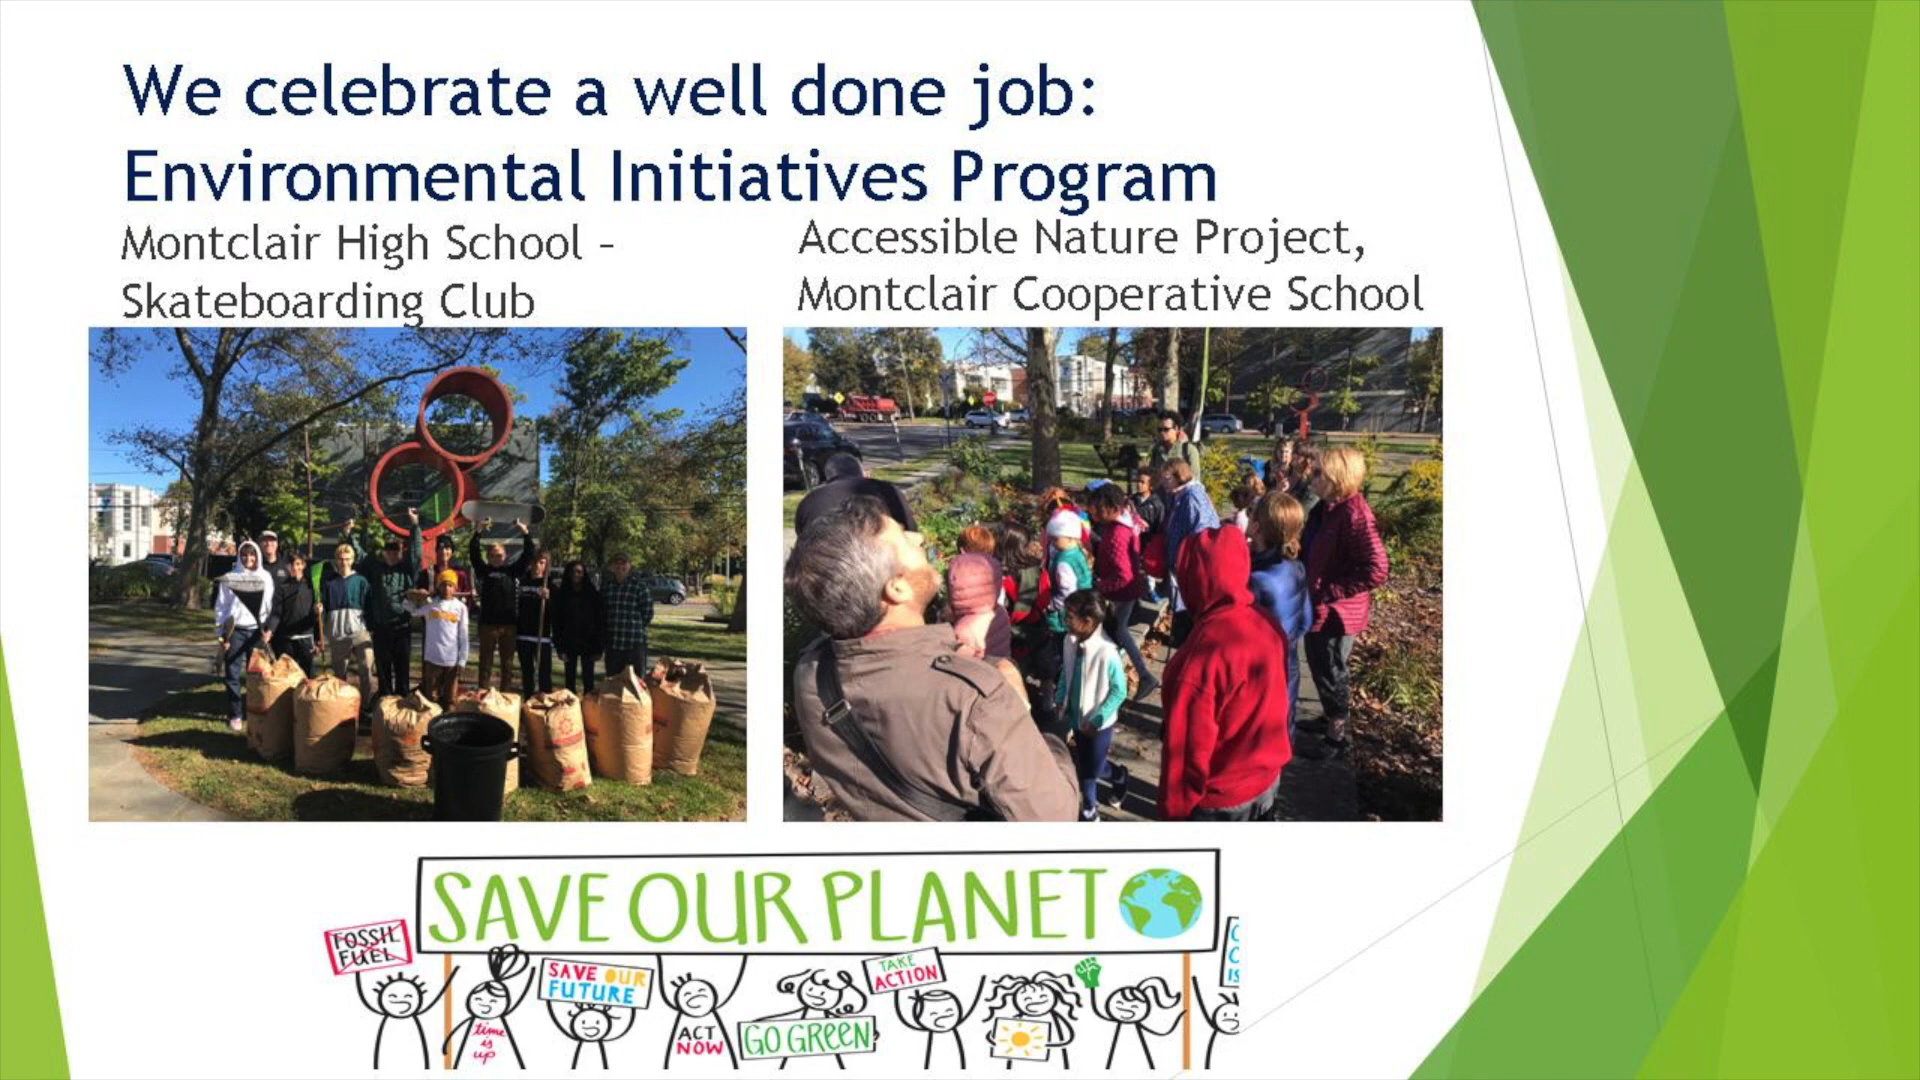 We celebrate a well done job:
Environmental Initiatives Program
Montclair High School –
Skateboarding Club
Accessible Nature Project,
Montclair Cooperative School
SAVE OUR PLANET
FOSSIL
FUEL
SAVE OUR
FUTURE
TAKE
ACTION
time
is
up
ACT
NOW
GO GREEN